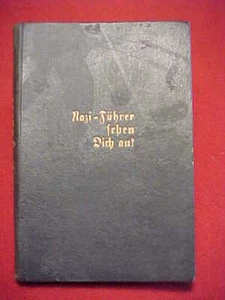 Nazi-Führer
sehen
Dich an!